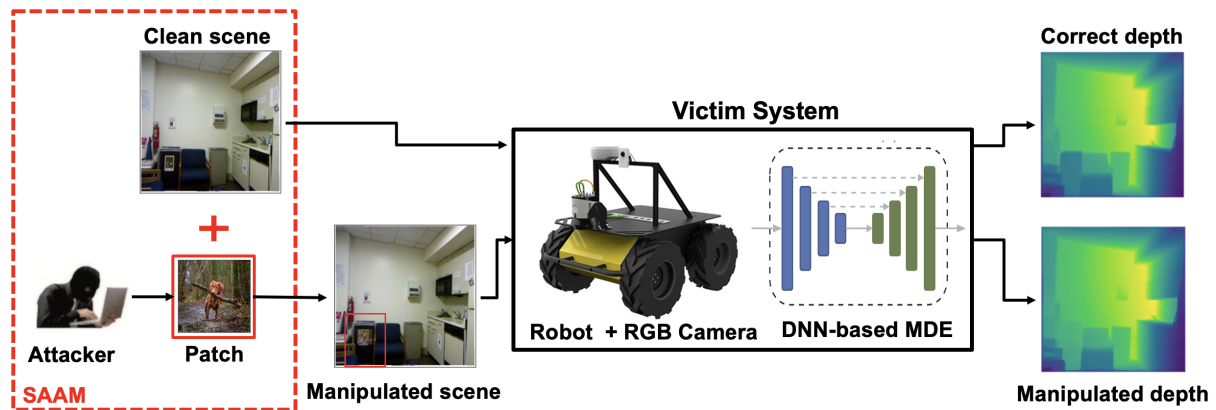 Clean scene
Correct depth
Victim System
Attacker
Patch
SAAM
Manipulated scene
Robot + RGB Camera
DNN-based MDE
Manipulated depth